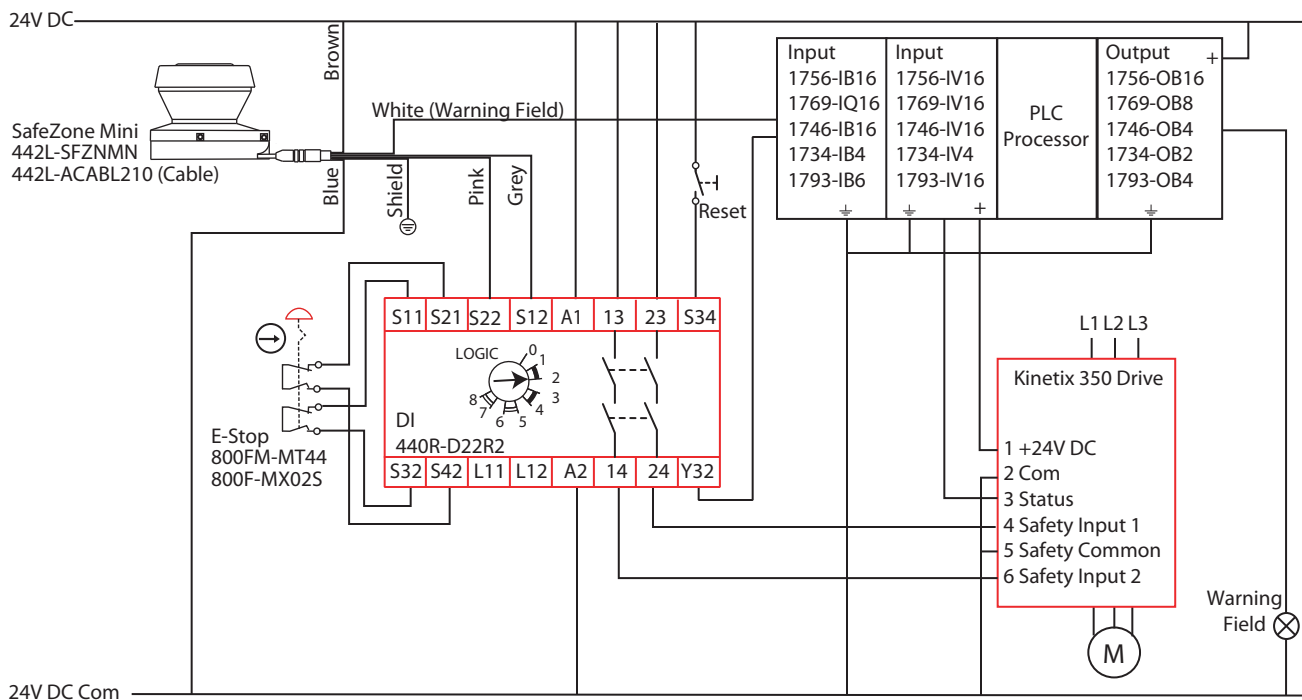 24V DC
Brown
White (Warning Field)
SafeZone Mini
442L-SFZNMN
442L-ACABL210 (Cable)
Blue
Shield
Pink
Grey
Reset
Input
1756-IB16
1769-IQ16
1746-IB16
1734-IB4
1793-IB6
Input
1756-IV16
1769-IV16
1746-IV16
1734-IV4
1793-IV16
+
PLC
Processor
Output
+
1756-OB16
1769-OB8
1746-OB4
1734-OB2
1793-OB4
S11 S21 S22 S12 A1 13 23 S34
LOGIC
0
1
2
3
4
5
6
7
8
DI
440R-D22R2
S32 S42 L11 L12 A2 14 24 Y32
E-Stop
800FM-MT44
800F-MX02S
L1 L2 L3
Kinetix 350 Drive
1 +24V DC
2 Com
3 Status
4 Safety Input 1
5 Safety Common
6 Safety Input 2
M
Warning
Field
24V DC Com